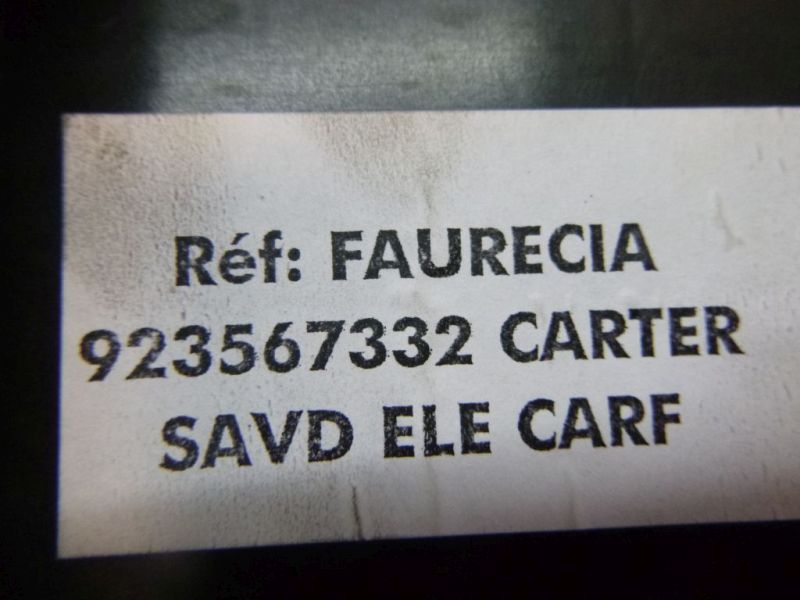 Réf: FAURECIA
923567332 CARTER
SAVD ELE CARF